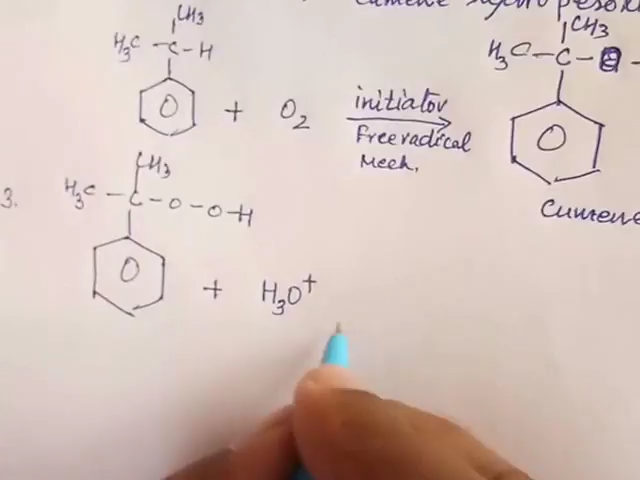 CH3
H3C - C - H
+ O2 initiator
Free radical
Mech.
CH3
H3C - C -
Cumene
3.
CH3
H3C - C - O - O - H
+ H3O+